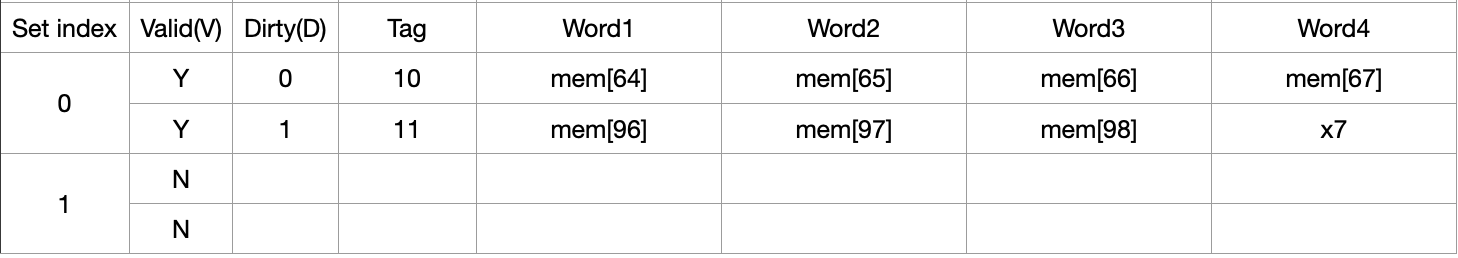 Set index Valid(V) Dirty(D) Tag Word1 Word2 Word3 Word4
0 Y 0 10 mem[64] mem[65] mem[66] mem[67]
Y 1 11 mem[96] mem[97] mem[98] x7
1 N
N